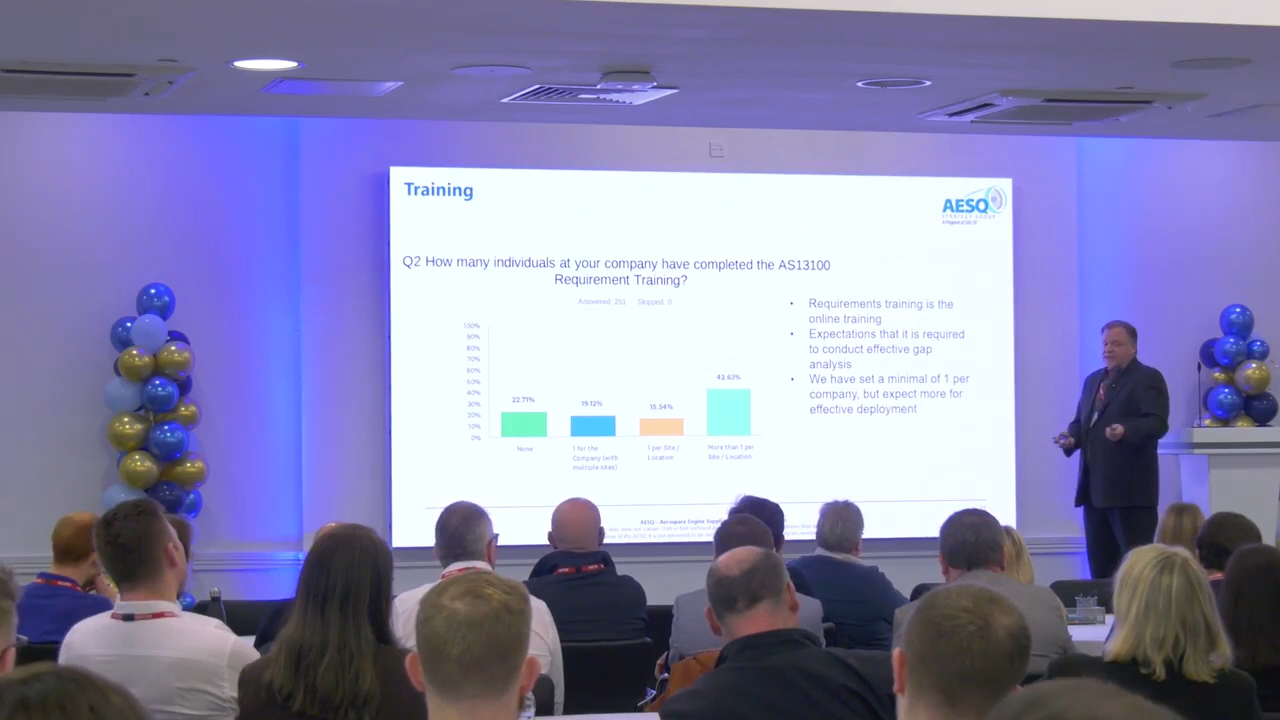 Training
AESQ
STRATEGY GROUP
Q2 How many individuals at your company have completed the AS13100
Requirement Training?
Answered: 251 Skipped: 0
100%
90%
80%
70%
60%
50%
40%
30%
20%
10%
0%
22.71%
19.12%
15.54%
42.63%
None
1 for the
Company (with
multiple sites)
1 per Site /
Location
More than 1 per
Site / Location
• Requirements training is the
online training
• Expectations that it is required
to conduct effective gap
analysis
• We have set a minimal of 1 per
company, but expect more for
effective deployment
AESQ - Aerospace Engine